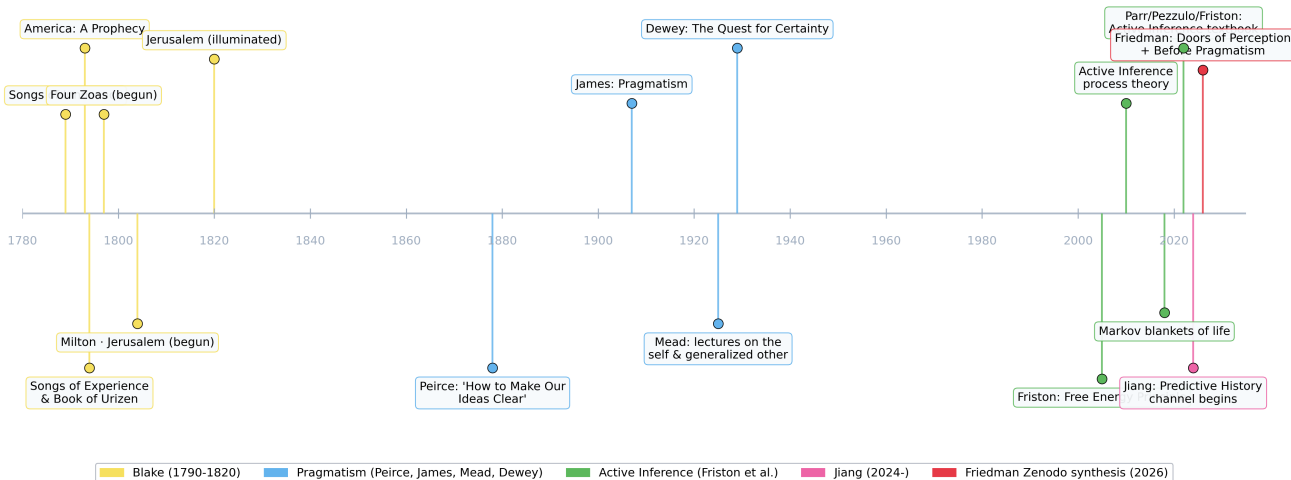 Parr/Pezzulo/Friston:
Active Inference textbook
America: A Prophecy
Dewey: The Quest for Certainty
Jerusalem (illuminated)
Friedman: Doors of Perception
+ Before Pragmatism
James: Pragmatism
Active Inference
process theory
Songs
Four Zoas (begun)
1780 1800 1820 1840 1860 1880 1900 1920 1940 1960 1980 2000 2020
Markov blankets of life
Milton · Jerusalem (begun)
Mead: lectures on the
self & generalized other
Songs of Experience
& Book of Urizen
Peirce: 'How to Make Our
Ideas Clear'
Friston: Free Energy
Jiang: Predictive History
channel begins
Blake (1790-1820)
Pragmatism (Peirce, James, Mead, Dewey)
Active Inference (Friston et al.)
Jiang (2024-)
Friedman Zenodo synthesis (2026)